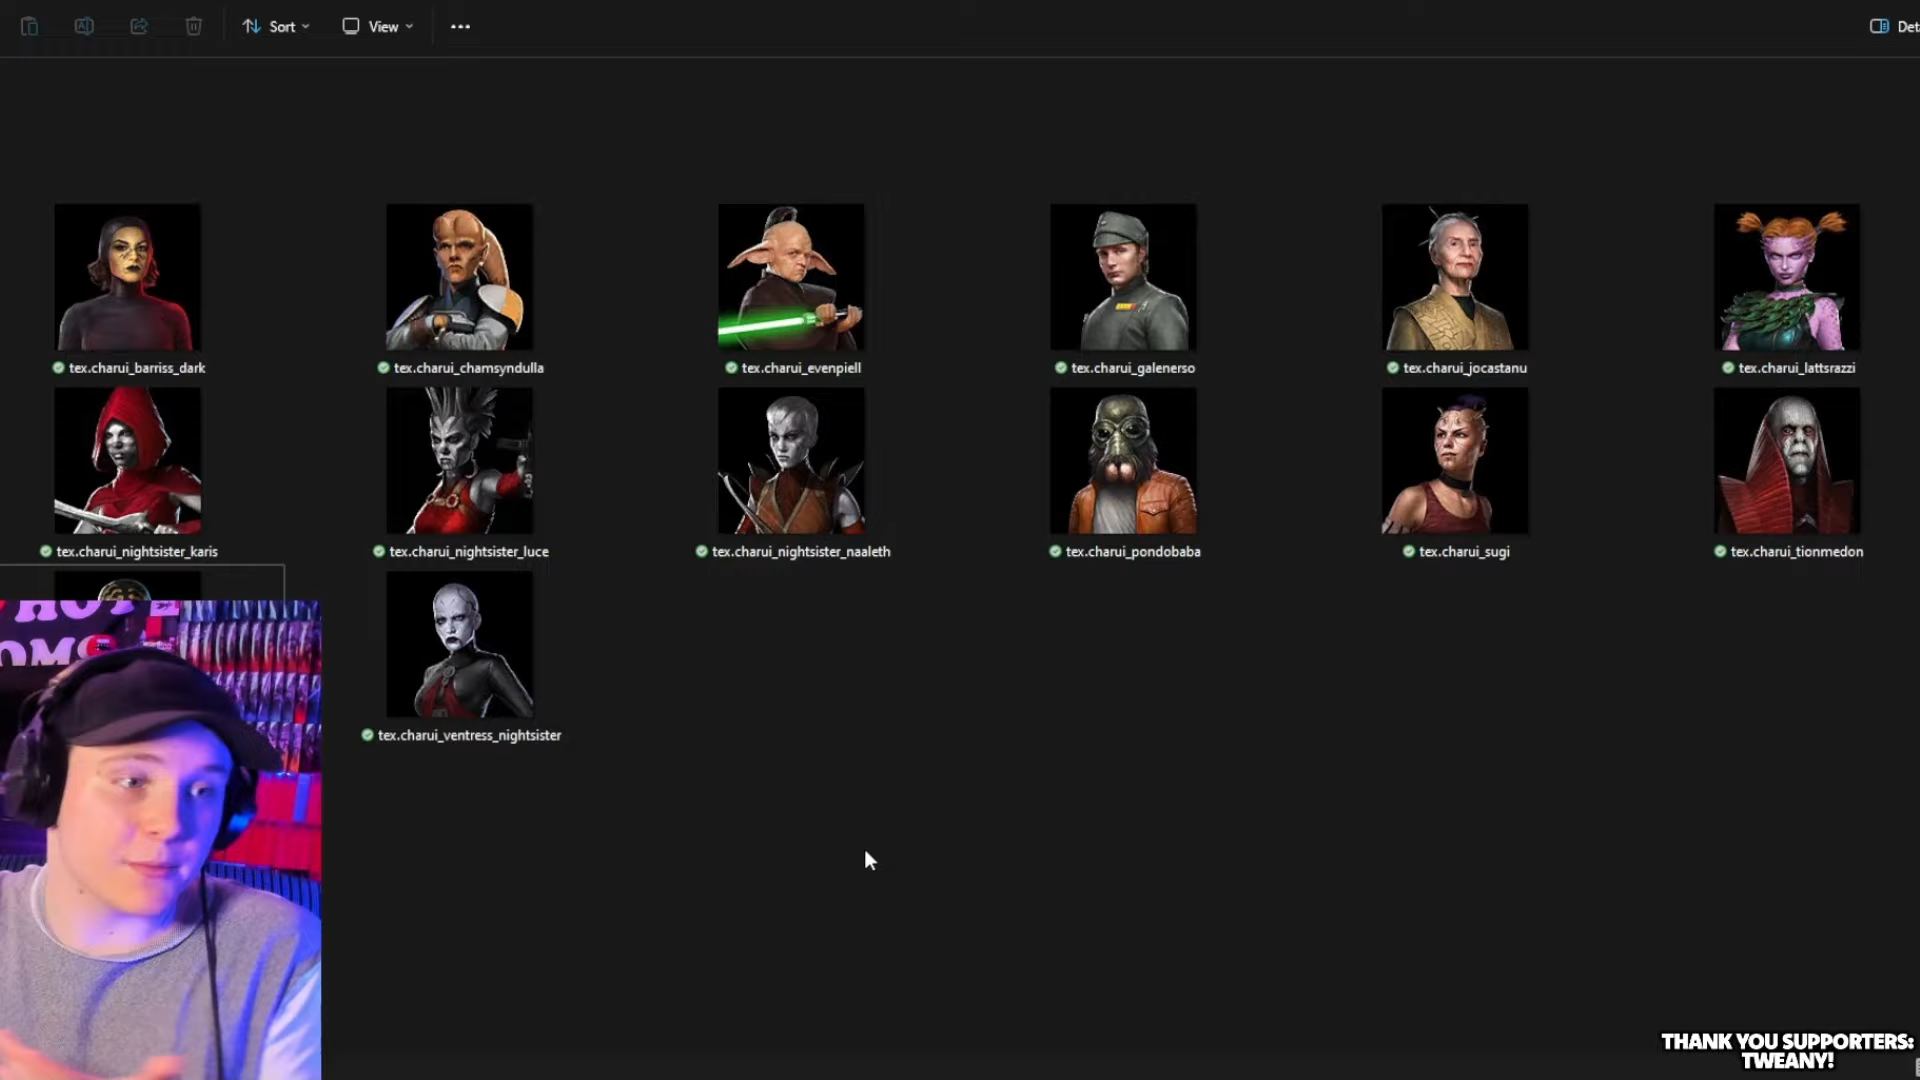 Sort
View
tex.charui_barriss_dark
tex.charui_chamsyndulla
tex.charui_evenpiell
tex.charui_galenerso
tex.charui_jocastanu
tex.charui_lattsrazzi
tex.charui_nightsister_karis
tex.charui_nightsister_luce
tex.charui_nightsister_naaleth
tex.charui_pondobaba
tex.charui_sugi
tex.charui_tionmedon
tex.charui_ventress_nightsister
THANK YOU SUPPORTERS:
TWEANY!